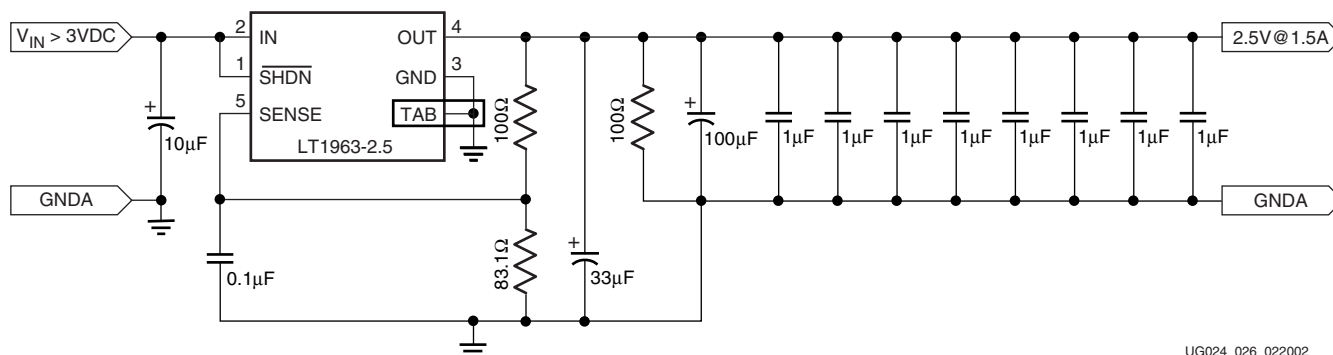 V_IN > 3VDC
2
IN
OUT
4
2.5V@1.5A
1
SHDN
GND
3
5
SENSE
TAB
LT1963-2.5
+
10µF
100Ω
100Ω
+
100µF
1µF
1µF
1µF
1µF
1µF
1µF
1µF
1µF
GNDA
GNDA
0.1µF
83.1Ω
+
33µF
UG024_026_022002